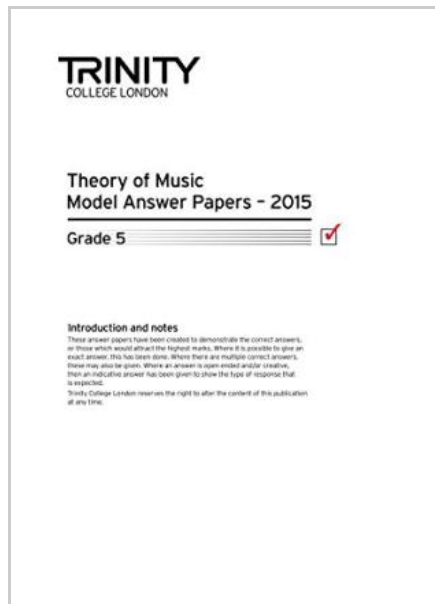 TRINITY
COLLEGE LONDON
Theory of Music
Model Answer Papers – 2015
Grade 5
Introduction and notes
These answer papers have been created to demonstrate the correct answers,
or those which would attract the highest marks. Where it is possible to give an
exact answer, this has been done. Where there are multiple correct answers,
these may also be given. Where an answer is open ended and/or creative,
then an indicative answer has been given to show the type of response that
is expected.
Trinity College London reserves the right to alter the content of this publication
at any time.